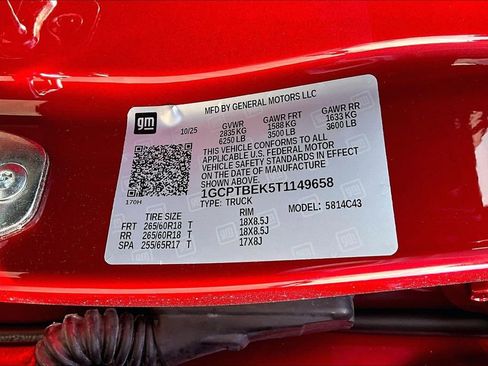 gm
MFD BY GENERAL MOTORS LLC
10/25 GVWR GAWR FRT GAWR RR
2835 KG 1588 KG 1633 KG
6250 LB 3500 LB 3600 LB
THIS VEHICLE CONFORMS TO ALL
APPLICABLE U.S. FEDERAL MOTOR
VEHICLE SAFETY STANDARDS IN EFFECT
ON THE DATE OF MANUFACTURE
SHOWN ABOVE.
1GCPTBEK5T1149658
170H TYPE: TRUCK MODEL: 5814C43
TIRE SIZE RIM
FRT 265/60R18 T 18X8.5J
RR 265/60R18 T 18X8.5J
SPA 255/65R17 T 17X8J